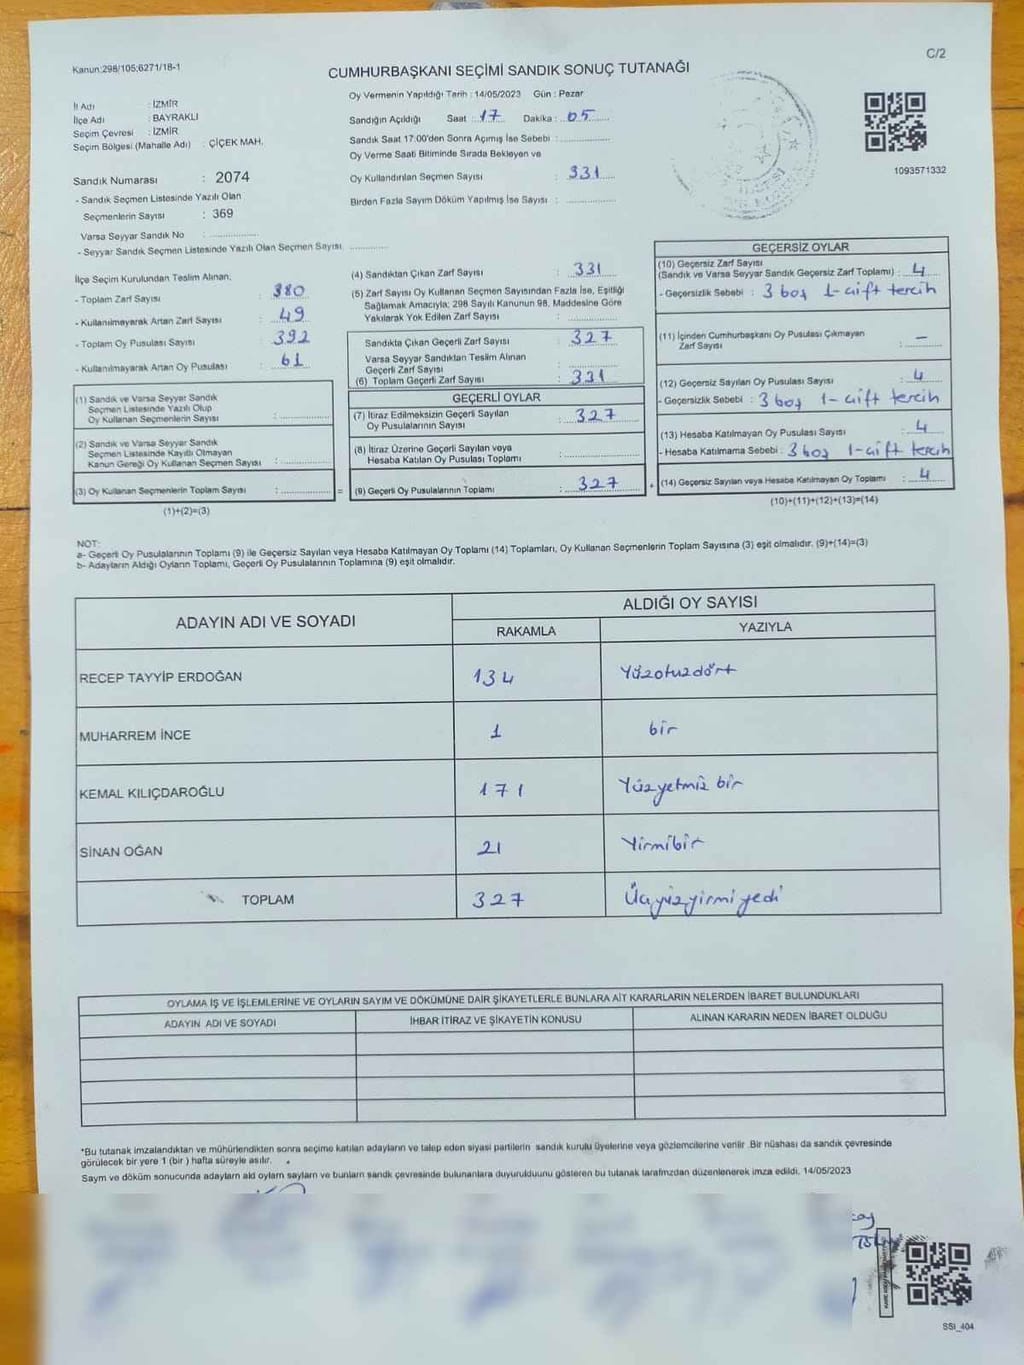 Kanun:298/105;6271/18-1
C/2
CUMHURBAŞKANI SEÇİMİ SANDIK SONUÇ TUTANAĞI
İl Adı : İZMİR
İlçe Adı : BAYRAKLI
Seçim Çevresi : İZMİR
Seçim Bölgesi (Mahalle Adı) : ÇİÇEK MAH.
Sandık Numarası : 2074
- Sandık Seçmen Listesinde Yazılı Olan
Seçmenlerin Sayısı : 369
Varsa Seyyar Sandık No :
- Seyyar Sandık Seçmen Listesinde Yazılı Olan Seçmen Sayısı
Oy Vermenin Yapıldığı Tarih : 14/05/2023 Gün : Pazar
Sandığın Açıldığı Saat : 17 Dakika : 05
Sandık Saat 17:00'den Sonra Açımış İse Sebebi :
Oy Verme Saati Bitiminde Sırada Bekleyen ve
Oy Kullandırılan Seçmen Sayısı : 331
Birden Fazla Sayım Döküm Yapılmış İse Sayısı :
1093571332
İlçe Seçim Kurulundan Teslim Alınan;
- Toplam Zarf Sayısı : 380
- Kullanılmayarak Artan Zarf Sayısı : 49
- Toplam Oy Pusulası Sayısı : 392
- Kullanılmayarak Artan Oy Pusulası : 61
(1) Sandık ve Varsa Seyyar Sandık
Seçmen Listesinde Yazılı Olup
Oy Kullanan Seçmenlerin Sayısı :
(2) Sandık ve Varsa Seyyar Sandık
Seçmen Listesinde Kayıtlı Olmayan
Kanun Gereği Oy Kullanan Seçmen Sayısı :
(3) Oy Kullanan Seçmenlerin Toplam Sayısı :
(1)+(2)=(3)
(4) Sandıktan Çıkan Zarf Sayısı : 331
(5) Zarf Sayısı Oy Kullanan Seçmen Sayısından Fazla İse, Eşitliği
Sağlamak Amacıyla; 298 Sayılı Kanunun 98. Maddesine Göre
Yakılarak Yok Edilen Zarf Sayısı :
Sandıkta Çıkan Geçerli Zarf Sayısı : 327
Varsa Seyyar Sandıktan Teslim Alınan
Geçerli Zarf Sayısı :
(6) Toplam Geçerli Zarf Sayısı : 331
GEÇERLİ OYLAR
(7) İtiraz Edilmeksizin Geçerli Sayılan
Oy Pusulalarının Sayısı : 327
(8) İtiraz Üzerine Geçerli Sayılan veya
Hesaba Katılan Oy Pusulası Toplamı :
= (9) Geçerli Oy Pusulalarının Toplamı : 327
GEÇERSİZ OYLAR
(10) Geçersiz Zarf Sayısı
(Sandık ve Varsa Seyyar Sandık Geçersiz Zarf Toplamı) : 4
- Geçersizlik Sebebi : 3 boş 1-çift tercih
(11) İçinden Cumhurbaşkanı Oy Pusulası Çıkmayan
Zarf Sayısı : -
(12) Geçersiz Sayılan Oy Pusulası Sayısı : 4
- Geçersizlik Sebebi : 3 boş 1-çift tercih
(13) Hesaba Katılmayan Oy Pusulası Sayısı : 4
- Hesaba Katılmama Sebebi : 3 boş 1-çift tercih
+ (14) Geçersiz Sayılan veya Hesaba Katılmayan Oy Toplamı : 4
(10)+(11)+(12)+(13)=(14)
NOT:
a- Geçerli Oy Pusulalarının Toplamı (9) ile Geçersiz Sayılan veya Hesaba Katılmayan Oy Toplamı (14) Toplamları, Oy Kullanan Seçmenlerin Toplam Sayısına (3) eşit olmalıdır. (9)+(14)=(3)
b- Adayların Aldığı Oyların Toplamı, Geçerli Oy Pusulalarının Toplamına (9) eşit olmalıdır.
ADAYIN ADI VE SOYADI
ALDIĞI OY SAYISI
RAKAMLA YAZIYLA
RECEP TAYYİP ERDOĞAN 134 Yüzotuzdört
MUHARREM İNCE 1 bir
KEMAL KILIÇDAROĞLU 171 Yüzyetmiş bir
SİNAN OĞAN 21 Yirmibir
TOPLAM 327 Üçyüzyirmi yedi
OYLAMA İŞ VE İŞLEMLERİNE VE OYLARIN SAYIM VE DÖKÜMÜNE DAİR ŞİKAYETLERLE BUNLARA AİT KARARLARIN NELERDEN İBARET BULUNDUKLARI
ADAYIN ADI VE SOYADI İHBAR İTİRAZ VE ŞİKAYETİN KONUSU ALINAN KARARIN NEDEN İBARET OLDUĞU
*Bu tutanak imzalandıktan ve mühürlendikten sonra seçime katılan adayların ve talep eden siyasi partilerin sandık kurulu üyelerine veya gözlemcilerine verilir .Bir nüshası da sandık çevresinde
görülecek bir yere 1 (bir ) hafta süreyle asılır.
Sayım ve döküm sonucunda adayların ald oyların sayların ve bunların sandk çevresinde bulunanlara duyurulduunu gösteren bu tutanak tarafmzdan düzenlenerek imza edildi. 14/05/2023
SSI_404